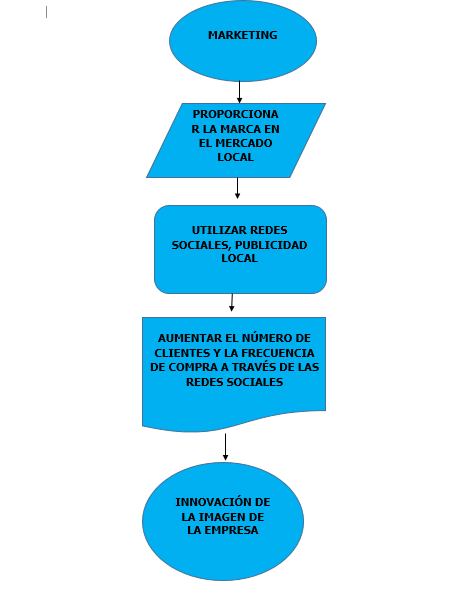 MARKETING
PROPORCIONA
R LA MARCA EN
EL MERCADO
LOCAL
UTILIZAR REDES
SOCIALES, PUBLICIDAD
LOCAL
AUMENTAR EL NÚMERO DE
CLIENTES Y LA FRECUENCIA
DE COMPRA A TRAVÉS DE LAS
REDES SOCIALES
INNOVACIÓN DE
LA IMAGEN DE
LA EMPRESA